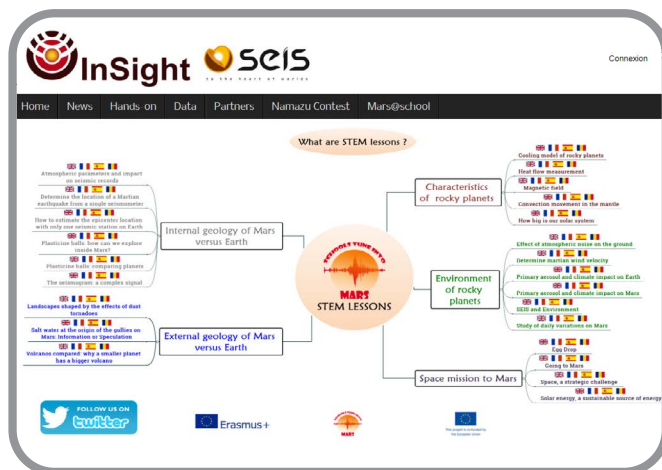 InSight
seis
to the heart of worlds
Connexion
Home News Hands-on Data Partners Namazu Contest Mars@school
What are STEM lessons ?
Atmospheric parameters and impact
on seismic records
Determine the location of a Martian
earthquake from a single seismometer
How to estimate the epicenter location
with only one seismic station on Earth
Plasticine balls: how can we explore
inside Mars?
Plasticine balls: comparing planets
The seismogram: a complex signal
Internal geology of Mars
versus Earth
Landscapes shaped by the effects of dust
tornadoes
Salt water at the origin of the gullies on
Mars: Information or Speculation
Volcanos compared: why a smaller planet
has a bigger volcano
External geology of Mars
versus Earth
SCHOOLS TUNE INTO
MARS
STEM LESSONS
Characteristics
of rocky planets
Cooling model of rocky planets
Heat flow measurement
Magnetic field
Convection movement in the mantle
How big is our solar system
Environment
of rocky
planets
Effect of atmospheric noise on the ground
Determine martian wind velocity
Primary aerosol and climate impact on Earth
Primary aerosol and climate impact on Mars
SEIS and Environment
Study of daily variations on Mars
Space mission to Mars
Egg Drop
Going to Mars
Space, a strategic challenge
Solar energy, a sustainable source of energy
FOLLOW US ON
twitter
Erasmus+
MARS